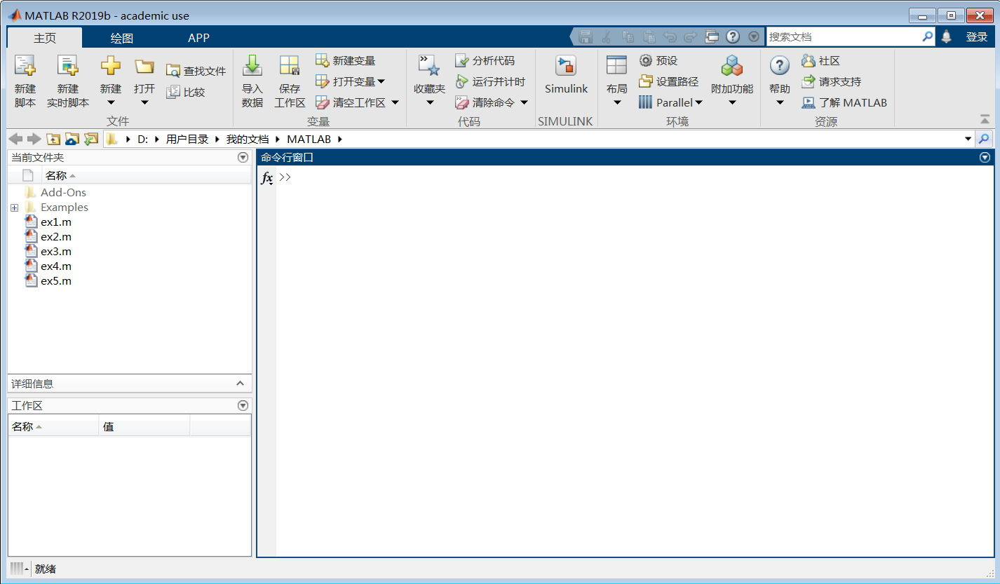 MATLAB R2019b - academic use
主页 绘图 APP 搜索文档 登录
新建脚本
新建实时脚本
新建
打开
查找文件
比较
文件
导入数据
保存工作区
新建变量
打开变量
清空工作区
变量
收藏夹
分析代码
运行并计时
清除命令
代码
Simulink
SIMULINK
布局
预设
设置路径
Parallel
附加功能
环境
帮助
社区
请求支持
了解 MATLAB
资源
D: 用户目录 我的文档 MATLAB
当前文件夹
名称
Add-Ons
Examples
ex1.m
ex2.m
ex3.m
ex4.m
ex5.m
详细信息
工作区
名称 值
命令行窗口
fx >>
就绪